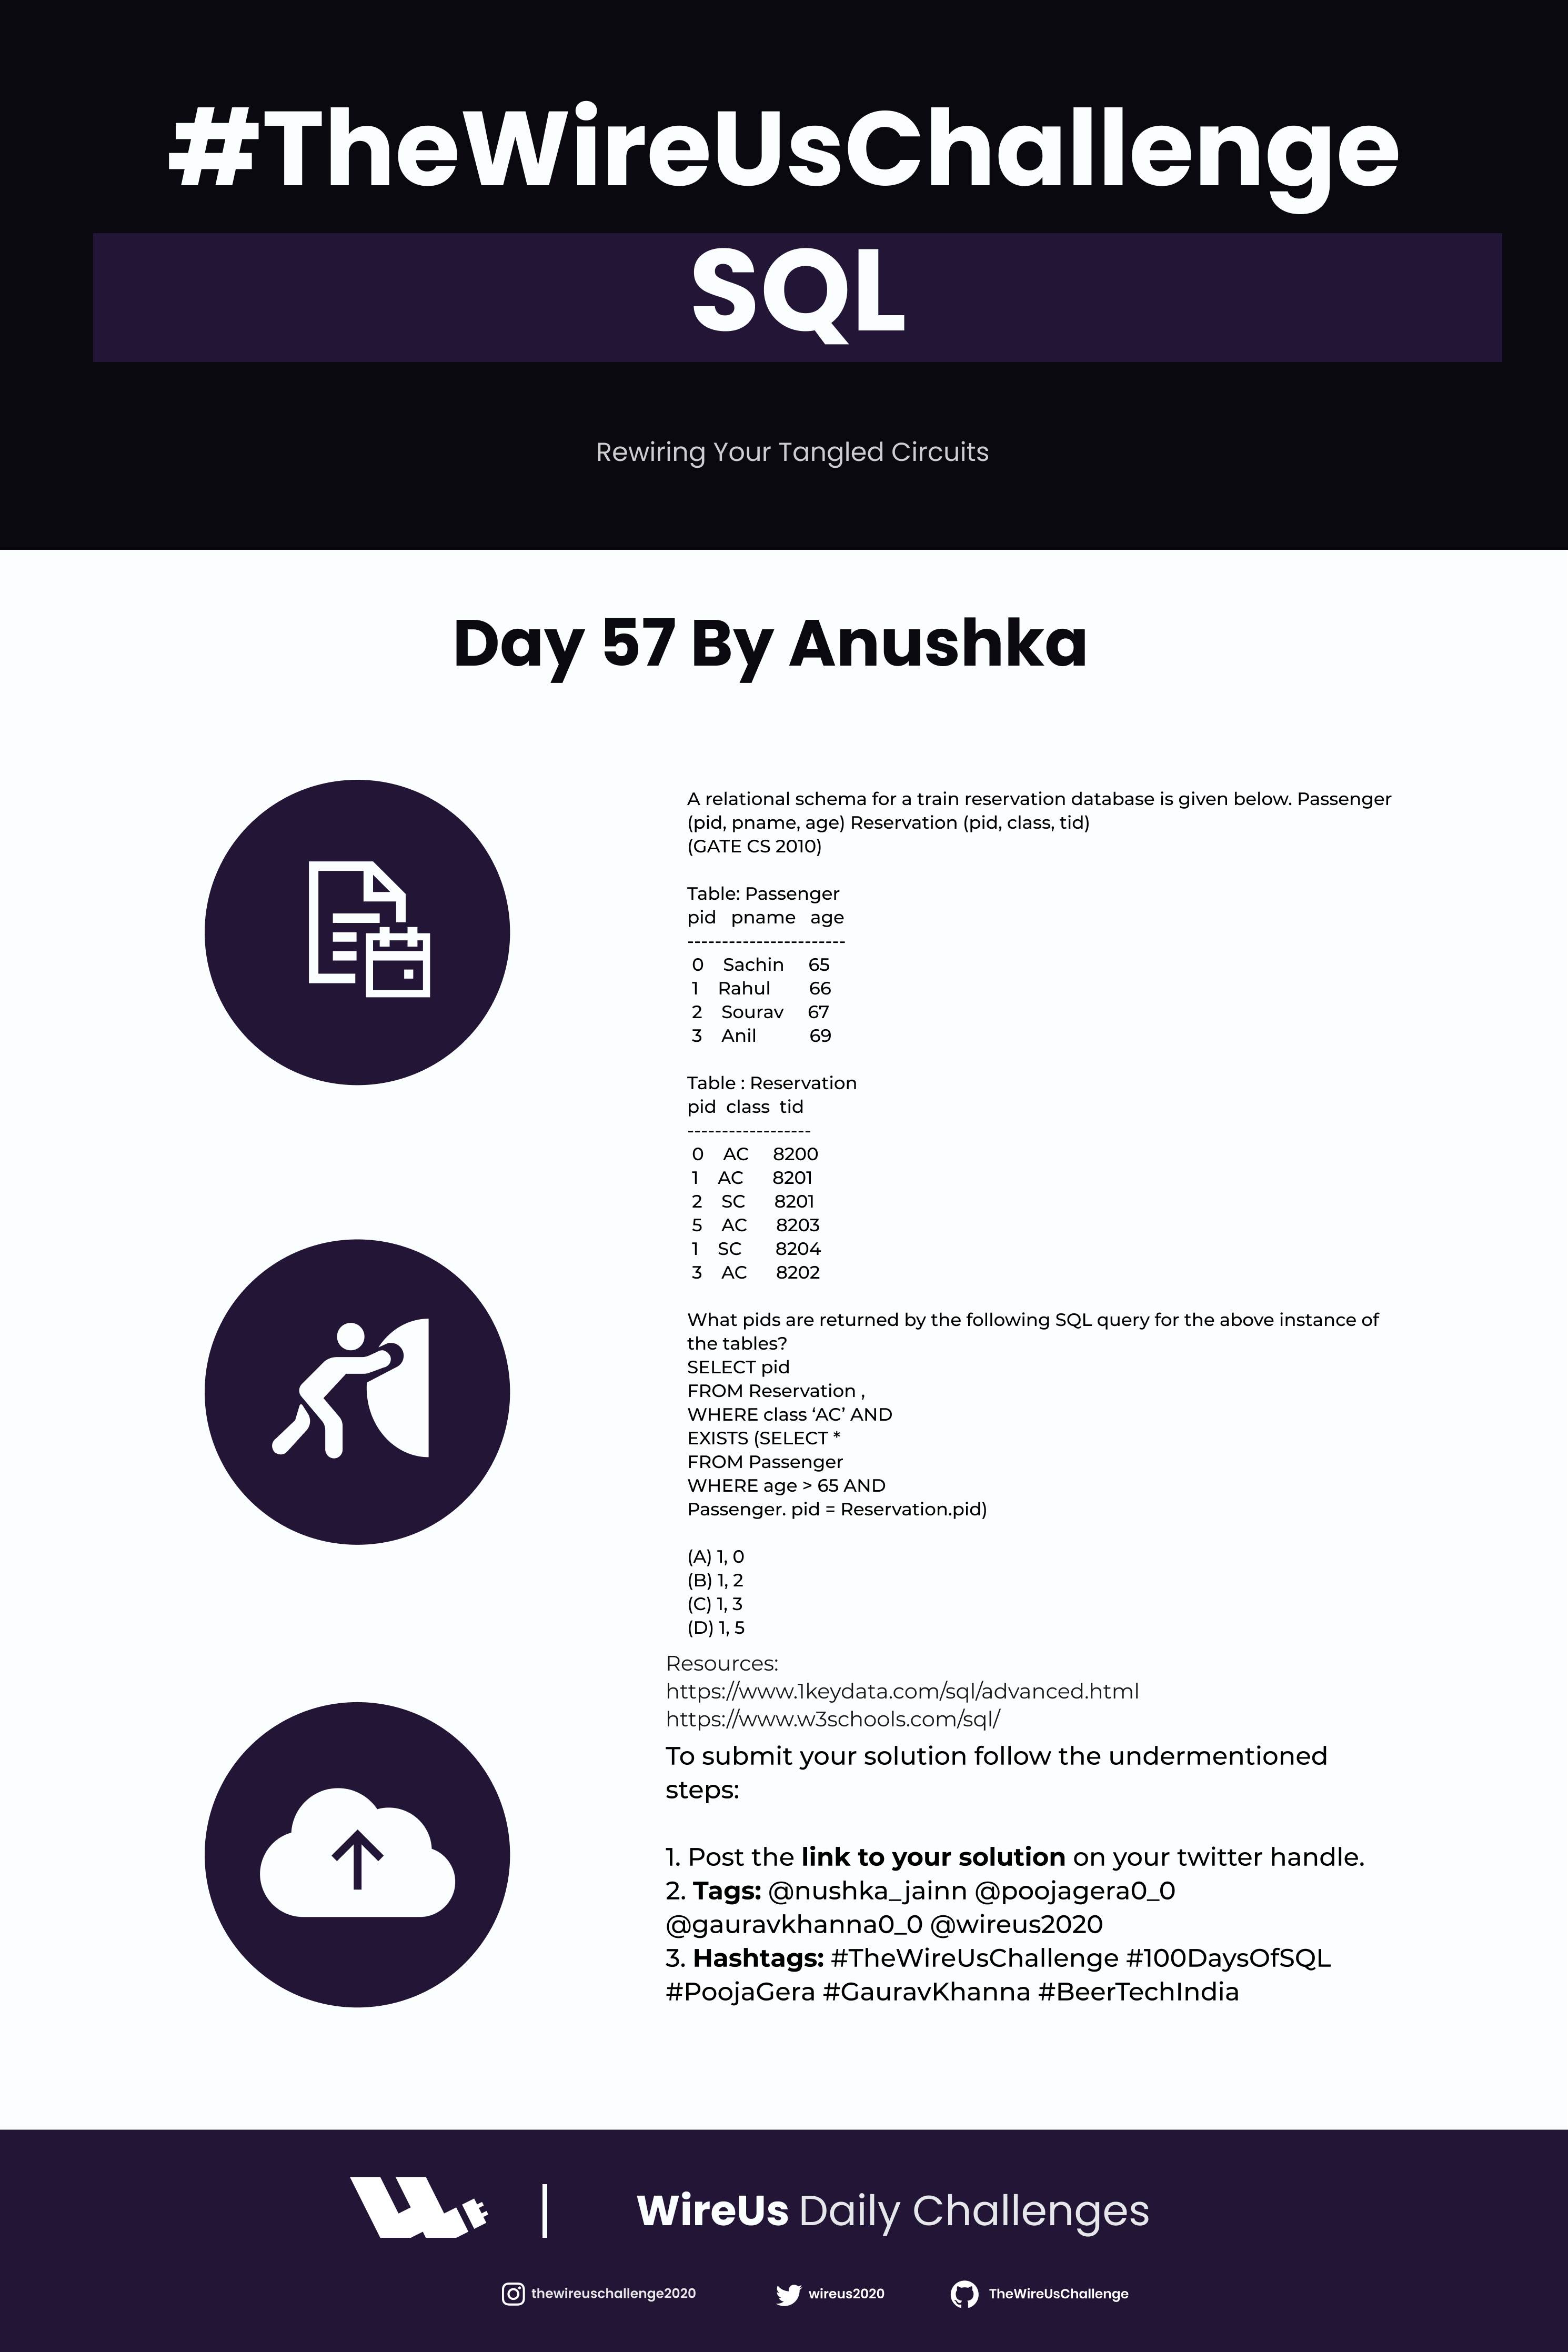 #TheWireUsChallenge
SQL
Rewiring Your Tangled Circuits
Day 57 By Anushka
A relational schema for a train reservation database is given below. Passenger
(pid, pname, age) Reservation (pid, class, tid)
(GATE CS 2010)
Table: Passenger
pid pname age
-----------------------
0 Sachin 65
1 Rahul 66
2 Sourav 67
3 Anil 69
Table : Reservation
pid class tid
------------------
0 AC 8200
1 AC 8201
2 SC 8201
5 AC 8203
1 SC 8204
3 AC 8202
What pids are returned by the following SQL query for the above instance of
the tables?
SELECT pid
FROM Reservation ,
WHERE class ‘AC’ AND
EXISTS (SELECT *
FROM Passenger
WHERE age > 65 AND
Passenger. pid = Reservation.pid)
(A) 1, 0
(B) 1, 2
(C) 1, 3
(D) 1, 5
Resources:
https://www.1keydata.com/sql/advanced.html
https://www.w3schools.com/sql/
To submit your solution follow the undermentioned
steps:
1. Post the link to your solution on your twitter handle.
2. Tags: @nushka_jainn @poojagera0_0
@gauravkhanna0_0 @wireus2020
3. Hashtags: #TheWireUsChallenge #100DaysOfSQL
#PoojaGera #GauravKhanna #BeerTechIndia
WireUs Daily Challenges
thewireuschallenge2020 wireus2020 TheWireUsChallenge